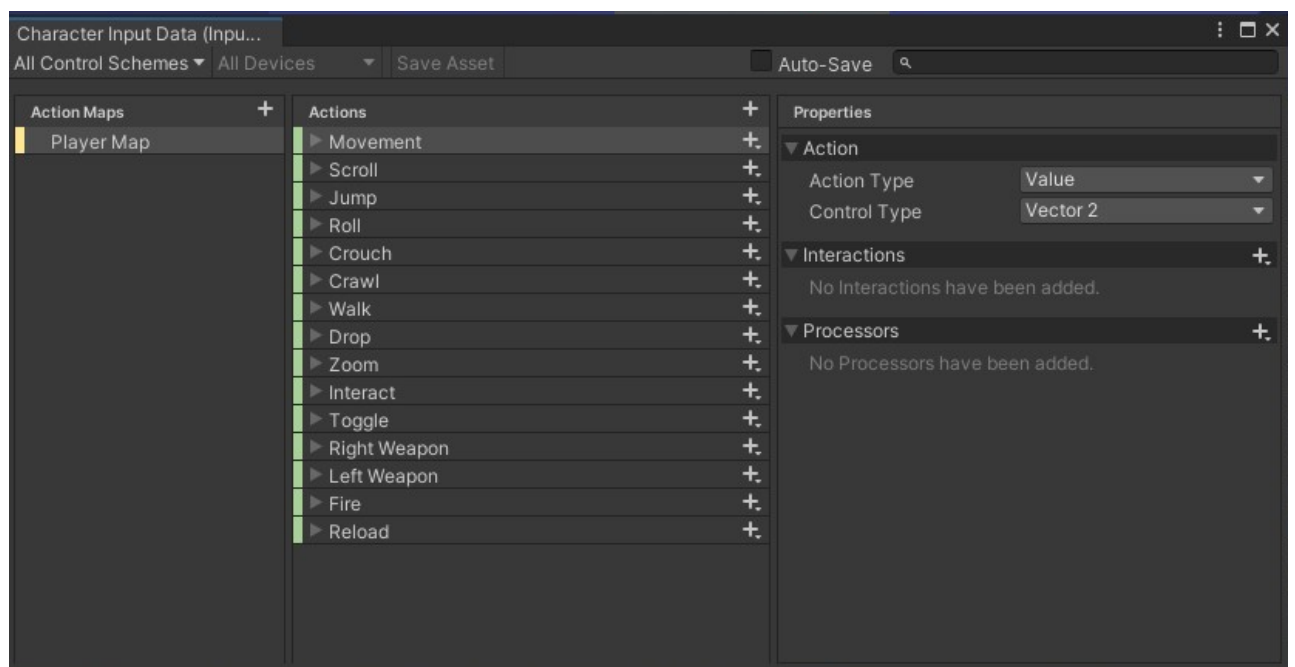 Character Input Data (Inpu...
All Control Schemes All Devices Save Asset Auto-Save
Action Maps
Player Map
Actions
Movement
Scroll
Jump
Roll
Crouch
Crawl
Walk
Drop
Zoom
Interact
Toggle
Right Weapon
Left Weapon
Fire
Reload
Properties
Action
Action Type Value
Control Type Vector 2
Interactions
No Interactions have been added.
Processors
No Processors have been added.